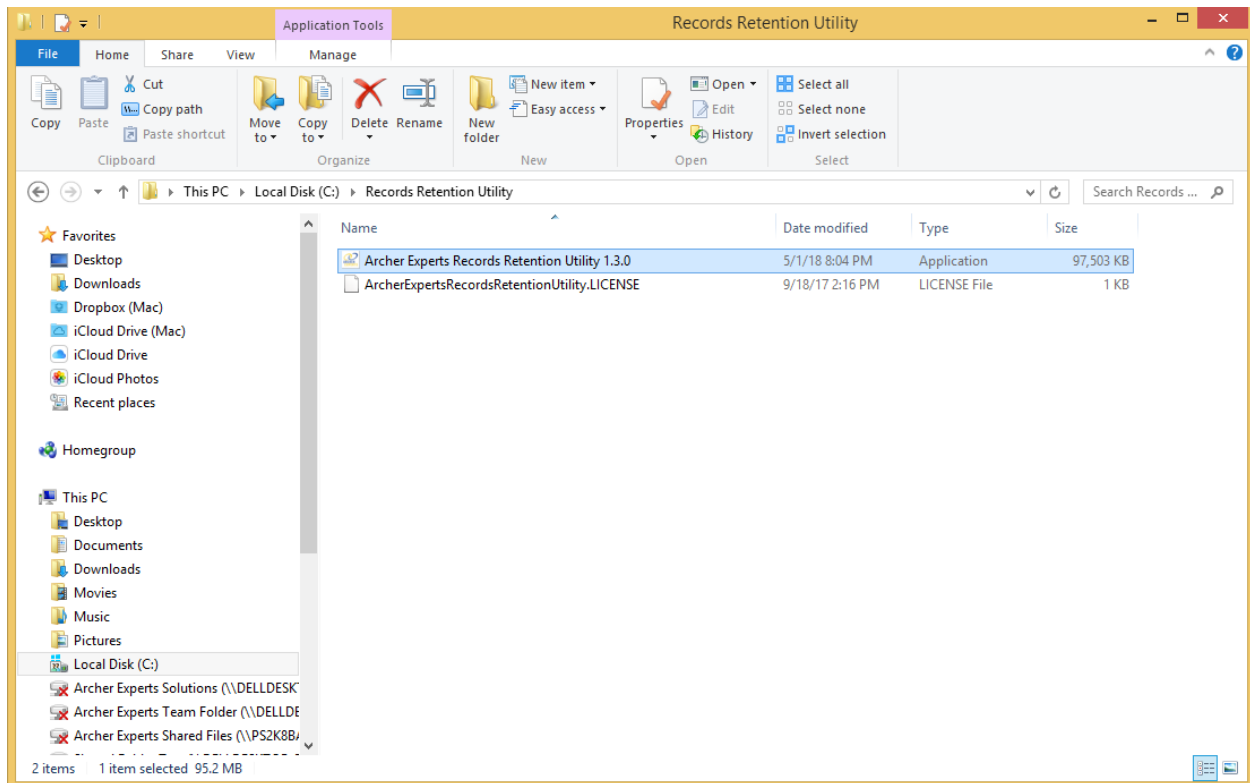 Application Tools
Records Retention Utility
File Home Share View Manage
Cut
Copy path
Paste shortcut
Copy Paste
Clipboard
Move to Copy to Delete Rename
Organize
New folder
New item
Easy access
New
Properties
Open
Edit
History
Open
Select all
Select none
Invert selection
Select
This PC Local Disk (C:) Records Retention Utility
Search Records ...
Name Date modified Type Size
Archer Experts Records Retention Utility 1.3.0 5/1/18 8:04 PM Application 97,503 KB
ArcherExpertsRecordsRetentionUtility.LICENSE 9/18/17 2:16 PM LICENSE File 1 KB
Favorites
Desktop
Downloads
Dropbox (Mac)
iCloud Drive (Mac)
iCloud Drive
iCloud Photos
Recent places
Homegroup
This PC
Desktop
Documents
Downloads
Movies
Music
Pictures
Local Disk (C:)
Archer Experts Solutions (\\DELLDESK
Archer Experts Team Folder (\\DELLDE
Archer Experts Shared Files (\\PS2K8BA
2 items 1 item selected 95.2 MB